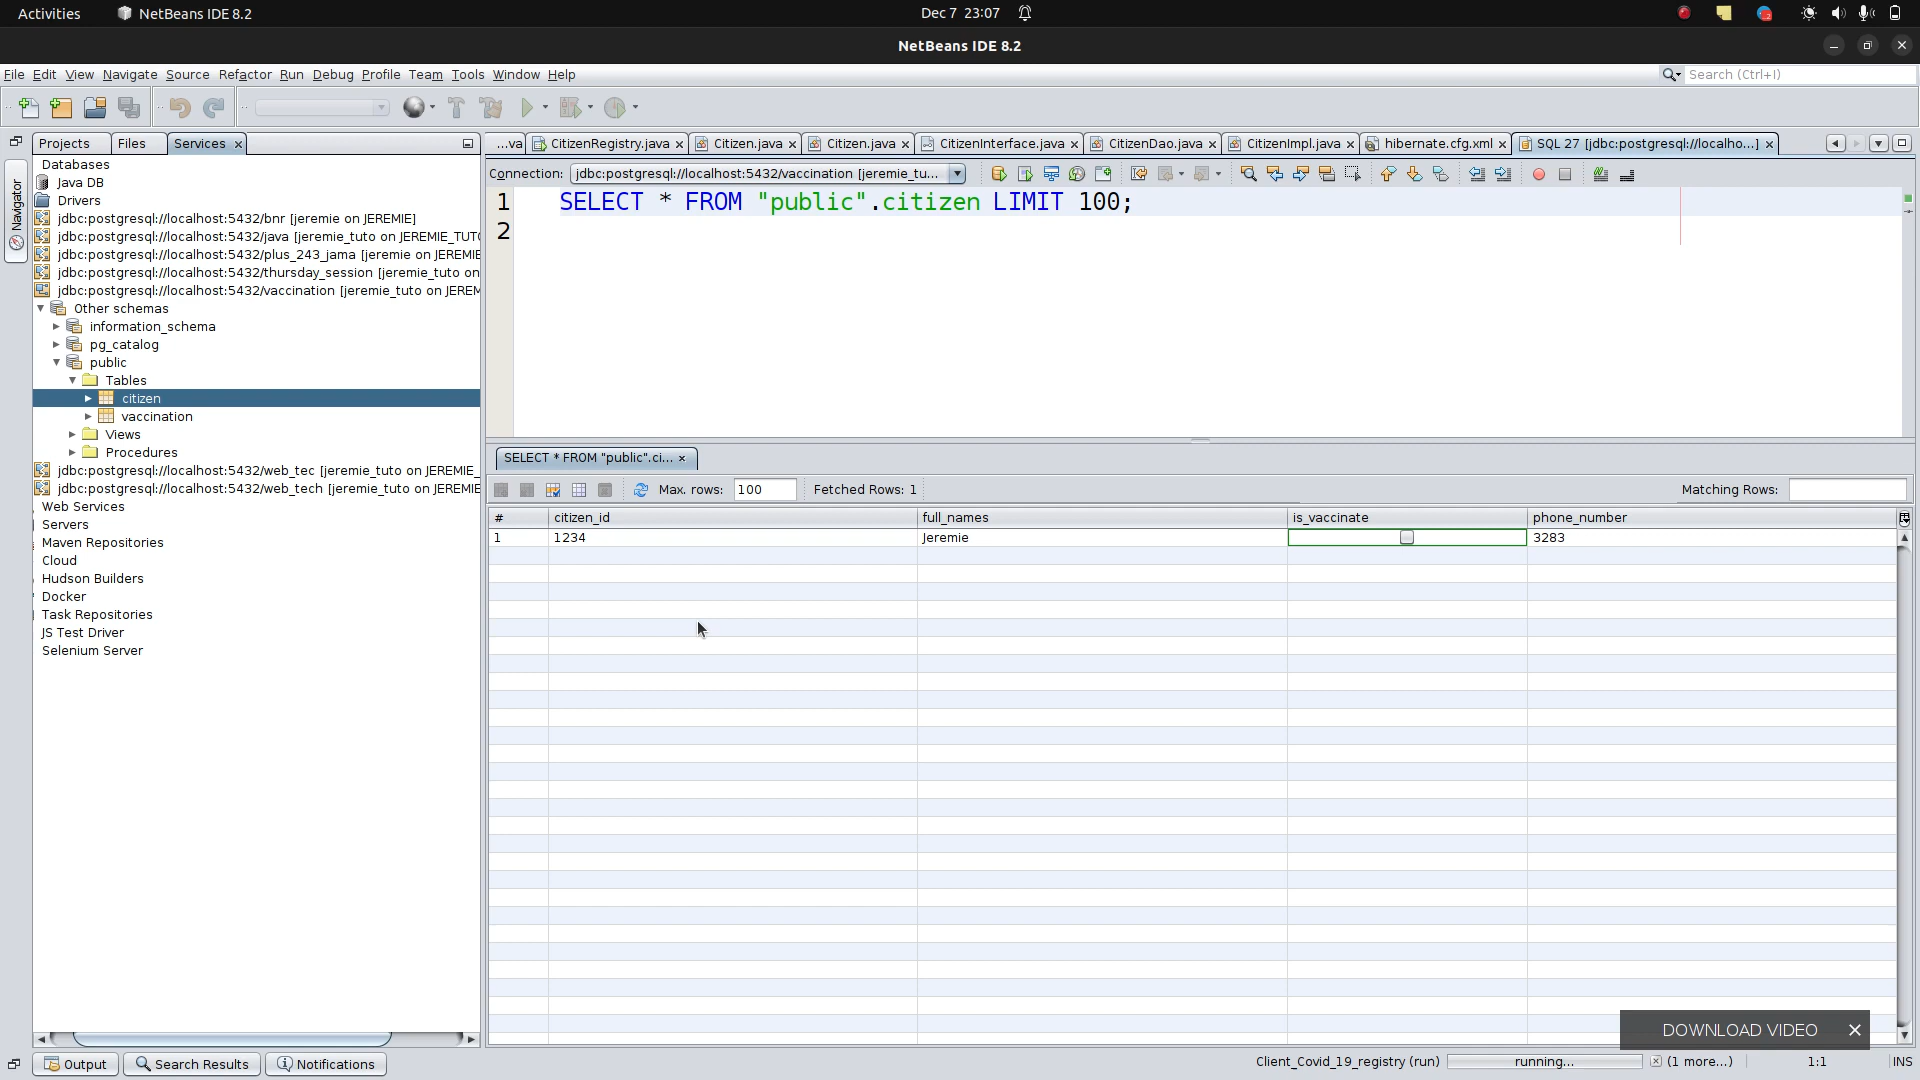 Activities
NetBeans IDE 8.2
Dec 7 23:07
NetBeans IDE 8.2
File Edit View Navigate Source Refactor Run Debug Profile Team Tools Window Help
Search (Ctrl+I)
Projects
Files
Services
...va
CitizenRegistry.java
Citizen.java
Citizen.java
CitizenInterface.java
CitizenDao.java
CitizenImpl.java
hibernate.cfg.xml
SQL 27 [jdbc:postgresql://localho...]
Navigator
Databases
Java DB
Drivers
jdbc:postgresql://localhost:5432/bnr [jeremie on JEREMIE]
jdbc:postgresql://localhost:5432/java [jeremie_tuto on JEREMIE_TUTO
jdbc:postgresql://localhost:5432/plus_243_jama [jeremie on JEREMIE
jdbc:postgresql://localhost:5432/thursday_session [jeremie_tuto on
jdbc:postgresql://localhost:5432/vaccination [jeremie_tuto on JEREM
Other schemas
information_schema
pg_catalog
public
Tables
citizen
vaccination
Views
Procedures
jdbc:postgresql://localhost:5432/web_tec [jeremie_tuto on JEREMIE_
jdbc:postgresql://localhost:5432/web_tech [jeremie_tuto on JEREMIE
Web Services
Servers
Maven Repositories
Cloud
Hudson Builders
Docker
Task Repositories
JS Test Driver
Selenium Server
Connection: jdbc:postgresql://localhost:5432/vaccination [jeremie_tu...
1 SELECT * FROM "public".citizen LIMIT 100;
2
SELECT * FROM "public".ci...
Max. rows: 100 Fetched Rows: 1
Matching Rows:
# citizen_id full_names is_vaccinate phone_number
1 1234 Jeremie 3283
DOWNLOAD VIDEO
Output
Search Results
Notifications
Client_Covid_19_registry (run)
running...
(1 more...)
1:1
INS